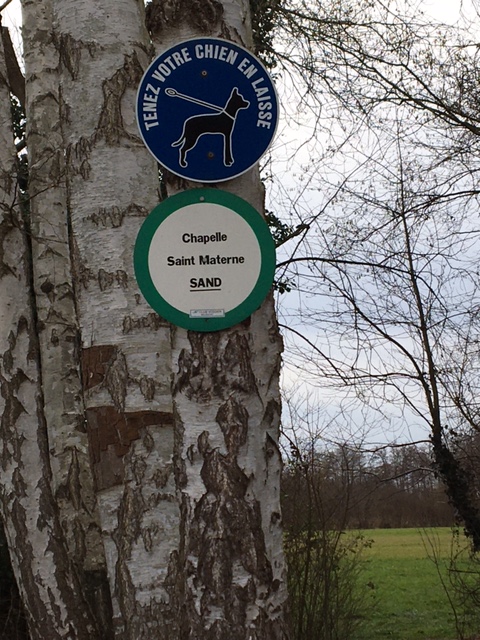 TENEZ VOTRE CHIEN EN LAISSE
Chapelle
Saint Materne
SAND